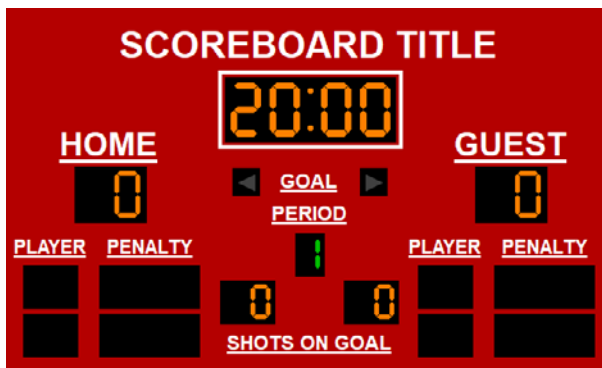 SCOREBOARD TITLE
20:00
HOME
GUEST
0
GOAL
0
PERIOD
PLAYER PENALTY
1
PLAYER PENALTY
0 0
SHOTS ON GOAL